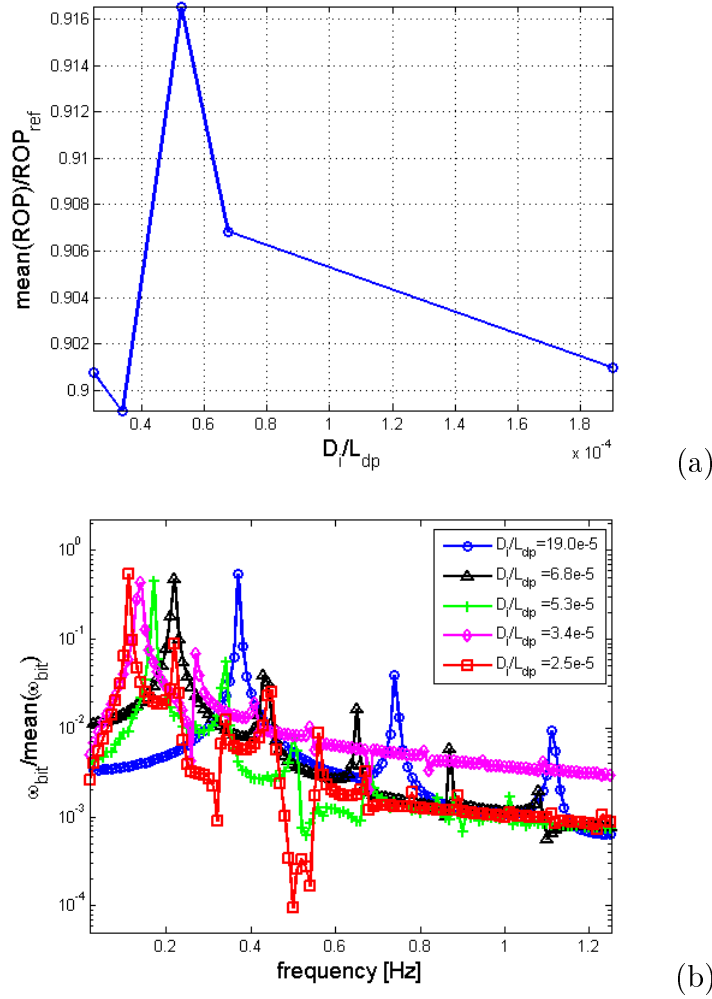 0.916
0.914
0.912
0.91
0.908
0.906
0.904
0.902
0.9
mean(ROP)/ROP_ref
0.4 0.6 0.8 1 1.2 1.4 1.6 1.8
x 10^-4
D_i/L_dp
(a)
10^0
10^-1
10^-2
10^-3
10^-4
ω_bit/mean(ω_bit)
D_i/L_dp =19.0e-5
D_i/L_dp =6.8e-5
D_i/L_dp =5.3e-5
D_i/L_dp =3.4e-5
D_i/L_dp =2.5e-5
0.2 0.4 0.6 0.8 1 1.2
frequency [Hz]
(b)